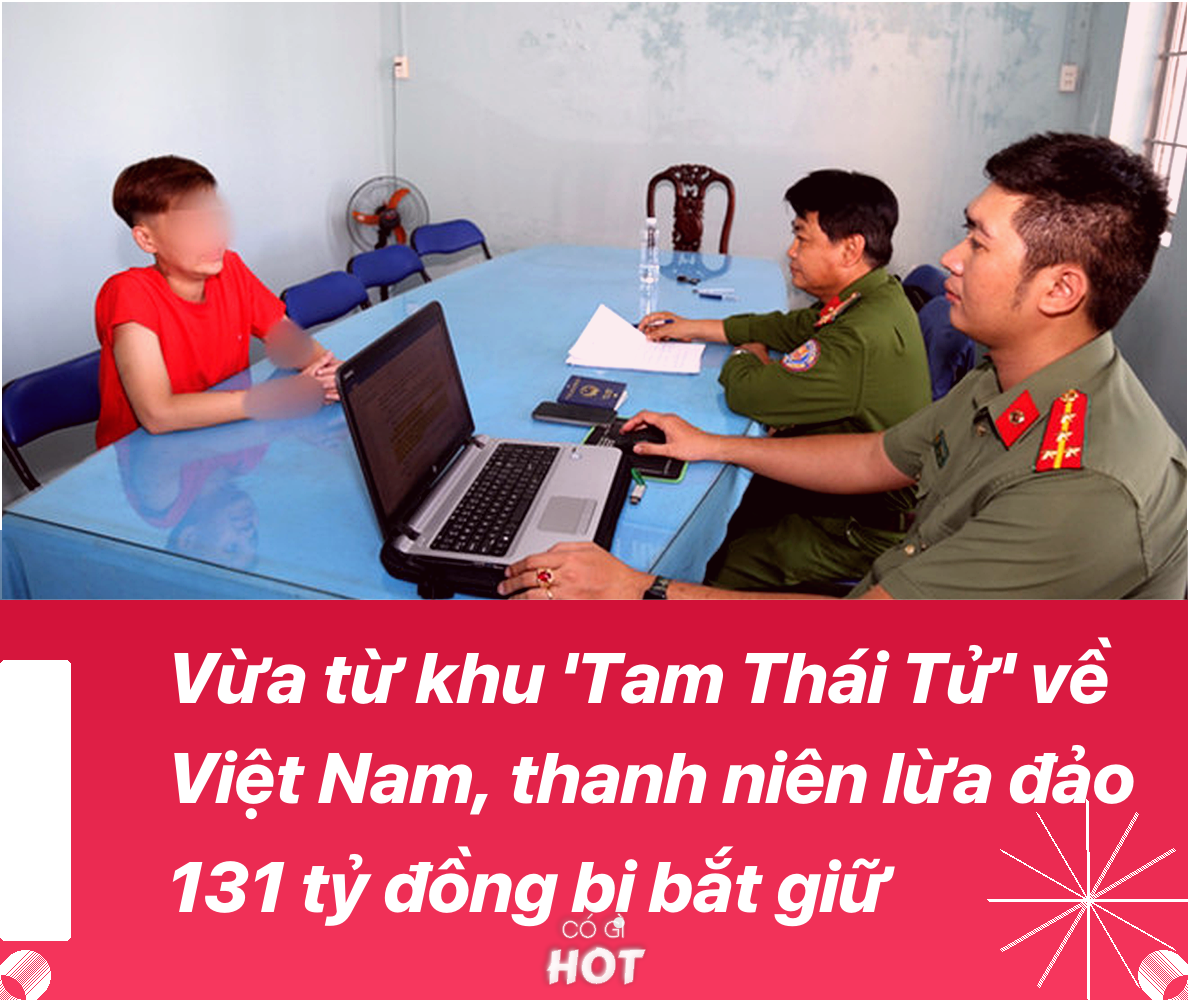 Vừa từ khu 'Tam Thái Tử' về
Việt Nam, thanh niên lừa đảo
131 tỷ đồng bị bắt giữ
CÓ GÌ
HOT